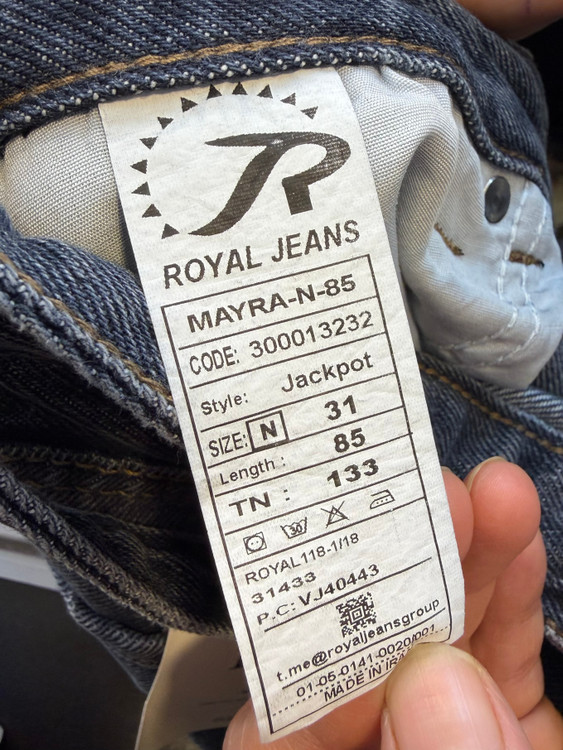 ROYAL JEANS
MAYRA-N-85
CODE: 300013232
Style: Jackpot
SIZE: N 31
Length : 85
TN : 133
30
ROYAL118-1/18
31433
P.C: VJ40443
t.me@royaljeansgroup
01-05-0141-0020/001
MADE IN